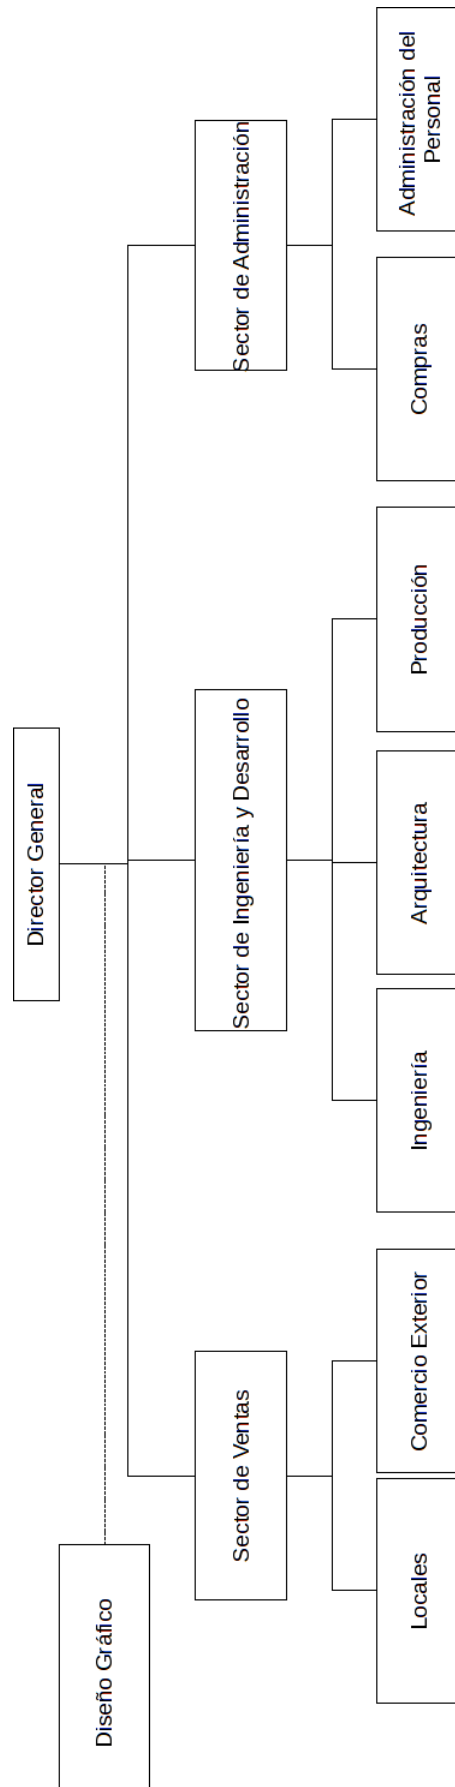 Director General
Diseño Gráfico
Sector de Ventas
Sector de Ingeniería y Desarrollo
Sector de Administración
Locales
Comercio Exterior
Ingeniería
Arquitectura
Producción
Compras
Administración del
Personal